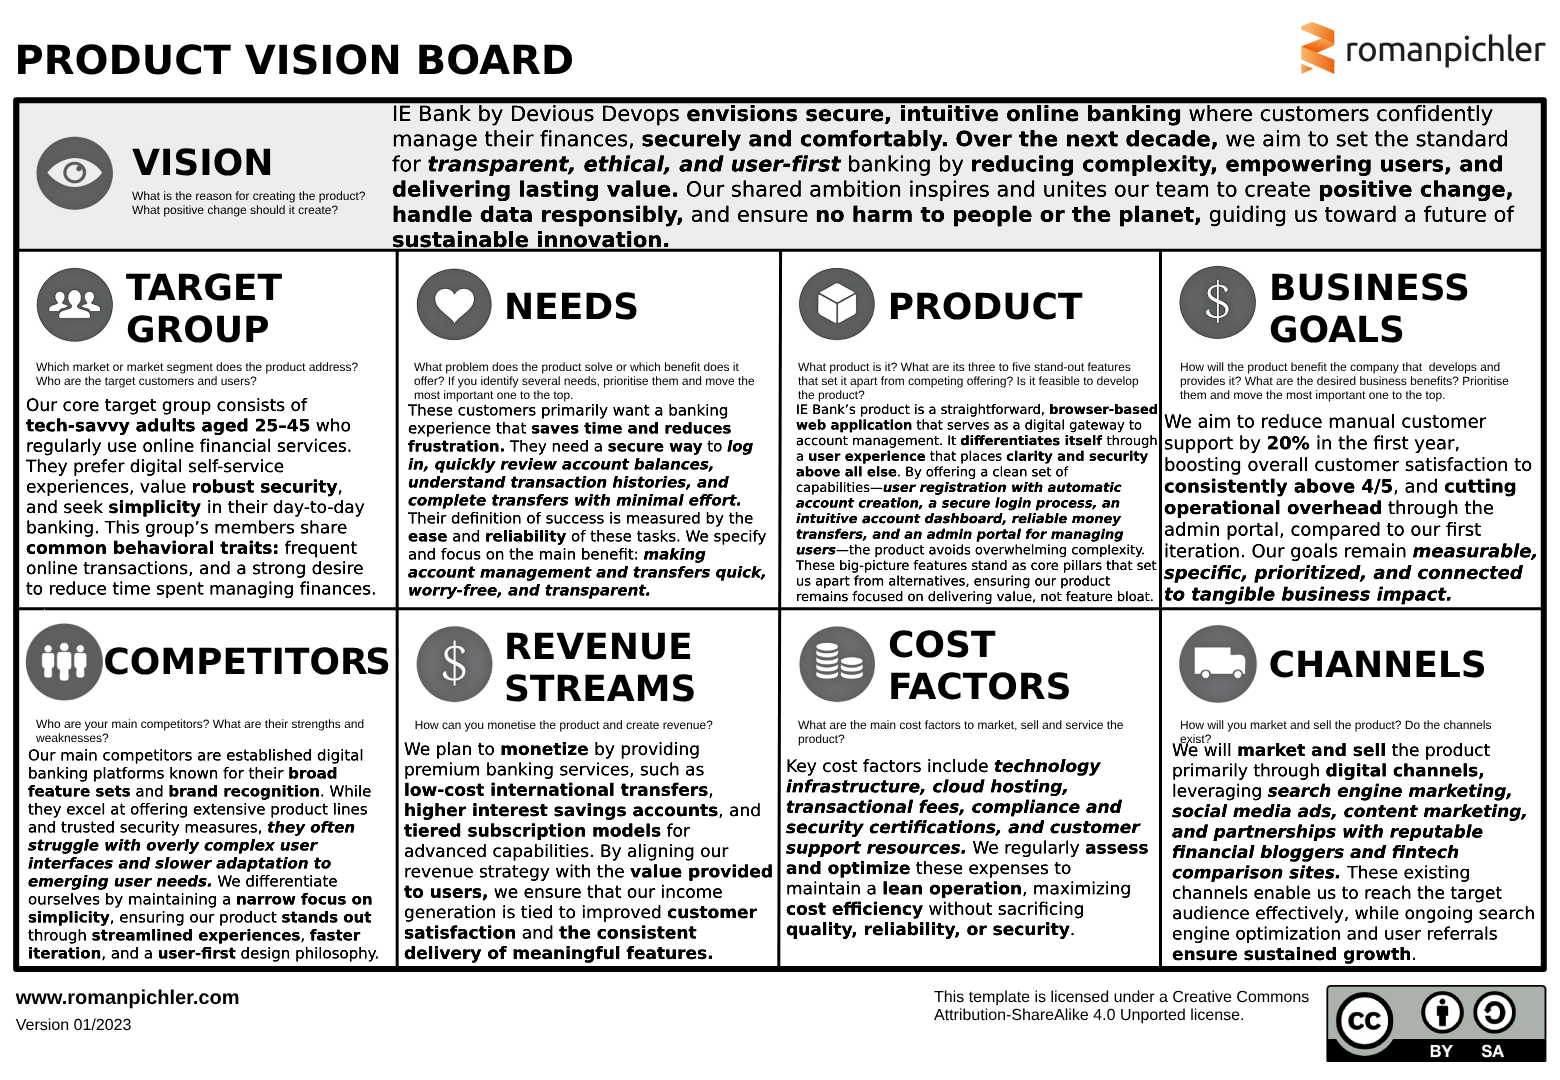 PRODUCT VISION BOARD
romanpichler
VISION
What is the reason for creating the product?
What positive change should it create?
IE Bank by Devious Devops envisions secure, intuitive online banking where customers confidently
manage their finances, securely and comfortably. Over the next decade, we aim to set the standard
for transparent, ethical, and user-first banking by reducing complexity, empowering users, and
delivering lasting value. Our shared ambition inspires and unites our team to create positive change,
handle data responsibly, and ensure no harm to people or the planet, guiding us toward a future of
sustainable innovation.
TARGET
GROUP
Which market or market segment does the product address?
Who are the target customers and users?
Our core target group consists of
tech-savvy adults aged 25–45 who
regularly use online financial services.
They prefer digital self-service
experiences, value robust security,
and seek simplicity in their day-to-day
banking. This group’s members share
common behavioral traits: frequent
online transactions, and a strong desire
to reduce time spent managing finances.
NEEDS
What problem does the product solve or which benefit does it
offer? If you identify several needs, prioritise them and move the
most important one to the top.
These customers primarily want a banking
experience that saves time and reduces
frustration. They need a secure way to log
in, quickly review account balances,
understand transaction histories, and
complete transfers with minimal effort.
Their definition of success is measured by the
ease and reliability of these tasks. We specify
and focus on the main benefit: making
account management and transfers quick,
worry-free, and transparent.
PRODUCT
What product is it? What are its three to five stand-out features
that set it apart from competing offering? Is it feasible to develop
the product?
IE Bank’s product is a straightforward, browser-based
web application that serves as a digital gateway to
account management. It differentiates itself through
a user experience that places clarity and security
above all else. By offering a clean set of
capabilities—user registration with automatic
account creation, a secure login process, an
intuitive account dashboard, reliable money
transfers, and an admin portal for managing
users—the product avoids overwhelming complexity.
These big-picture features stand as core pillars that set
us apart from alternatives, ensuring our product
remains focused on delivering value, not feature bloat.
BUSINESS
GOALS
How will the product benefit the company that  develops and
provides it? What are the desired business benefits? Prioritise
them and move the most important one to the top.
We aim to reduce manual customer
support by 20% in the first year,
boosting overall customer satisfaction to
consistently above 4/5, and cutting
operational overhead through the
admin portal, compared to our first
iteration. Our goals remain measurable,
specific, prioritized, and connected
to tangible business impact.
COMPETITORS
Who are your main competitors? What are their strengths and
weaknesses?
Our main competitors are established digital
banking platforms known for their broad
feature sets and brand recognition. While
they excel at offering extensive product lines
and trusted security measures, they often
struggle with overly complex user
interfaces and slower adaptation to
emerging user needs. We differentiate
ourselves by maintaining a narrow focus on
simplicity, ensuring our product stands out
through streamlined experiences, faster
iteration, and a user-first design philosophy.
REVENUE
STREAMS
How can you monetise the product and create revenue?
We plan to monetize by providing
premium banking services, such as
low-cost international transfers,
higher interest savings accounts, and
tiered subscription models for
advanced capabilities. By aligning our
revenue strategy with the value provided
to users, we ensure that our income
generation is tied to improved customer
satisfaction and the consistent
delivery of meaningful features.
COST
FACTORS
What are the main cost factors to market, sell and service the
product?
Key cost factors include technology
infrastructure, cloud hosting,
transactional fees, compliance and
security certifications, and customer
support resources. We regularly assess
and optimize these expenses to
maintain a lean operation, maximizing
cost efficiency without sacrificing
quality, reliability, or security.
CHANNELS
How will you market and sell the product? Do the channels
exist?
We will market and sell the product
primarily through digital channels,
leveraging search engine marketing,
social media ads, content marketing,
and partnerships with reputable
financial bloggers and fintech
comparison sites. These existing
channels enable us to reach the target
audience effectively, while ongoing search
engine optimization and user referrals
ensure sustained growth.
www.romanpichler.com
Version 01/2023
This template is licensed under a Creative Commons
Attribution-ShareAlike 4.0 Unported license.
cc
BY SA